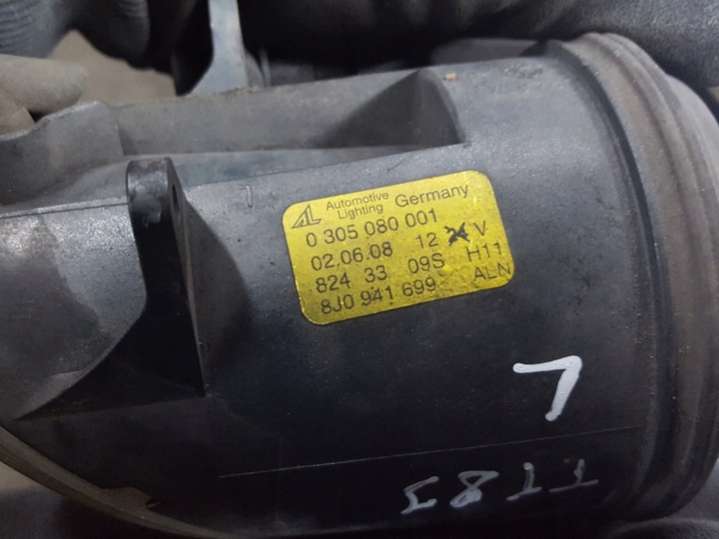 AL Automotive Lighting Germany
0 305 080 001
02.06.08 12 V
824 33 09S H11
8J0 941 699 ALN
L